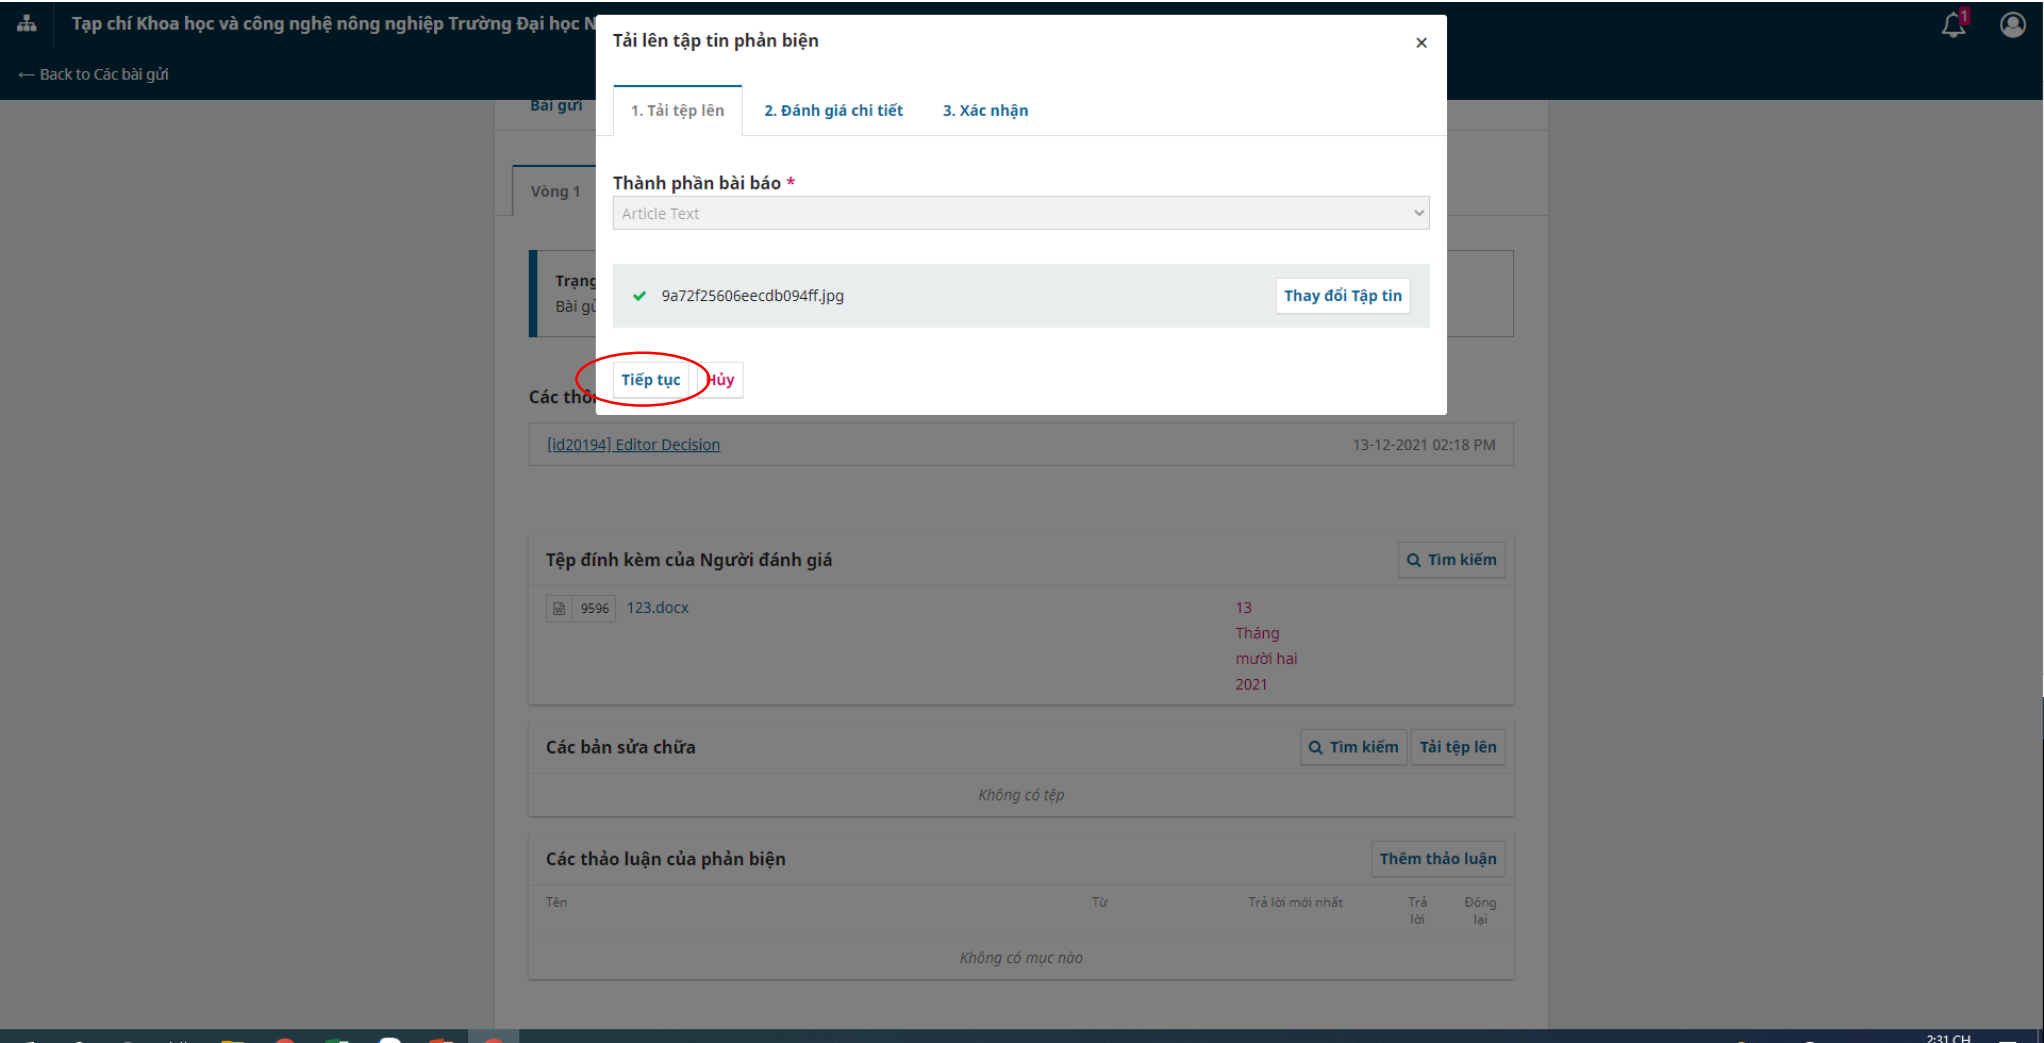 Tạp chí Khoa học và công nghệ nông nghiệp Trường Đại học
1
← Back to Các bài gửi
Tải lên tập tin phản biện
×
1. Tải tệp lên
2. Đánh giá chi tiết
3. Xác nhận
Bài gửi
Vòng 1
Thành phần bài báo *
Article Text
9a72f25606eecdb094ff.jpg
Thay đổi Tập tin
Tiếp tục
Hủy
Trạng
Bài
Các
[id20194] Editor Decision
13-12-2021 02:18 PM
Tệp đính kèm của Người đánh giá
Tìm kiếm
9596
123.docx
13
Tháng
mười hai
2021
Các bản sửa chữa
Tìm kiếm
Tải tệp lên
Không có tệp
Các thảo luận của phản biện
Thêm thảo luận
Tên
Từ
Trả lời mới nhất
Trả
lời
Đóng
lại
Không có mục nào
2:31 CH